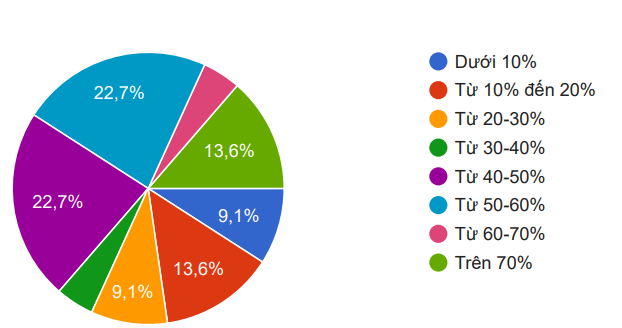 22,7%
13,6%
22,7%
9,1%
13,6%
9,1%
Dưới 10%
Từ 10% đến 20%
Từ 20-30%
Từ 30-40%
Từ 40-50%
Từ 50-60%
Từ 60-70%
Trên 70%